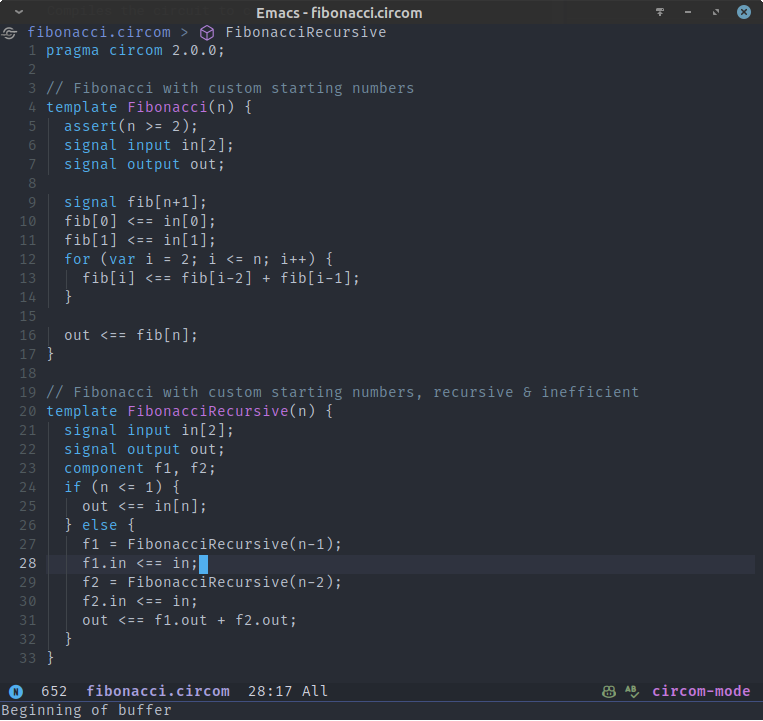 Emacs – fibonacci.circom
fibonacci.circom > FibonacciRecursive
1 pragma circom 2.0.0;
2
3 // Fibonacci with custom starting numbers
4 template Fibonacci(n) {
5   assert(n >= 2);
6   signal input in[2];
7   signal output out;
8
9   signal fib[n+1];
10   fib[0] <== in[0];
11   fib[1] <== in[1];
12   for (var i = 2; i <= n; i++) {
13     fib[i] <== fib[i-2] + fib[i-1];
14   }
15
16   out <== fib[n];
17 }
18
19 // Fibonacci with custom starting numbers, recursive & inefficient
20 template FibonacciRecursive(n) {
21   signal input in[2];
22   signal output out;
23   component f1, f2;
24   if (n <= 1) {
25     out <== in[n];
26   } else {
27     f1 = FibonacciRecursive(n-1);
28     f1.in <== in;
29     f2 = FibonacciRecursive(n-2);
30     f2.in <== in;
31     out <== f1.out + f2.out;
32   }
33 }
N 652 fibonacci.circom 28:17 All AB circom-mode
Beginning of buffer